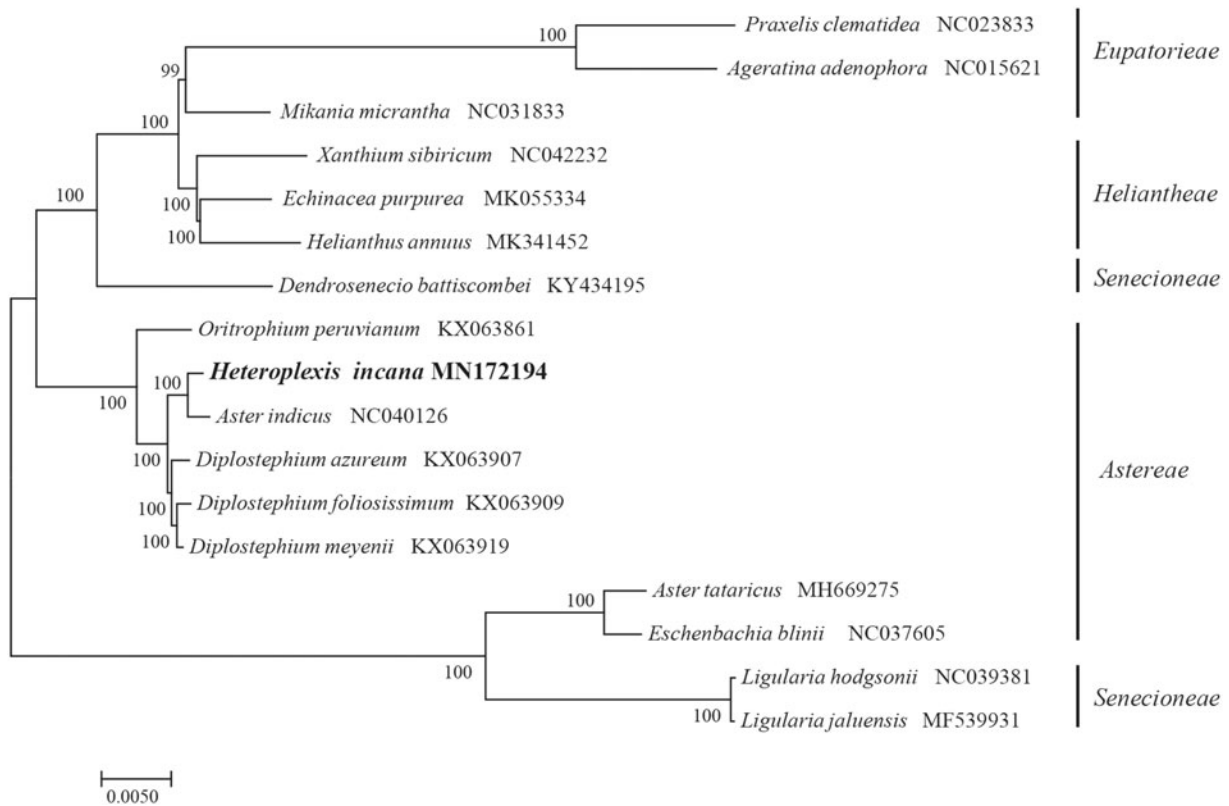 100 Praxelis clematidea NC023833
Eupatorieae
99 Ageratina adenophora NC015621
100 Mikania micrantha NC031833
Xanthium sibiricum NC042232
100 100 Echinacea purpurea MK055334 Heliantheae
100 Helianthus annuus MK341452
Dendrosenecio battiscombei KY434195 Senecioneae
Oritrophium peruvianum KX063861
100 Heteroplexis incana MN172194
100 Aster indicus NC040126
100 Diplostephium azureum KX063907 Astereae
100 Diplostephium foliosissimum KX063909
100 Diplostephium meyenii KX063919
100 Aster tataricus MH669275
Eschenbachia blinii NC037605
100 Ligularia hodgsonii NC039381
Senecioneae
100 Ligularia jaluensis MF539931
0.0050